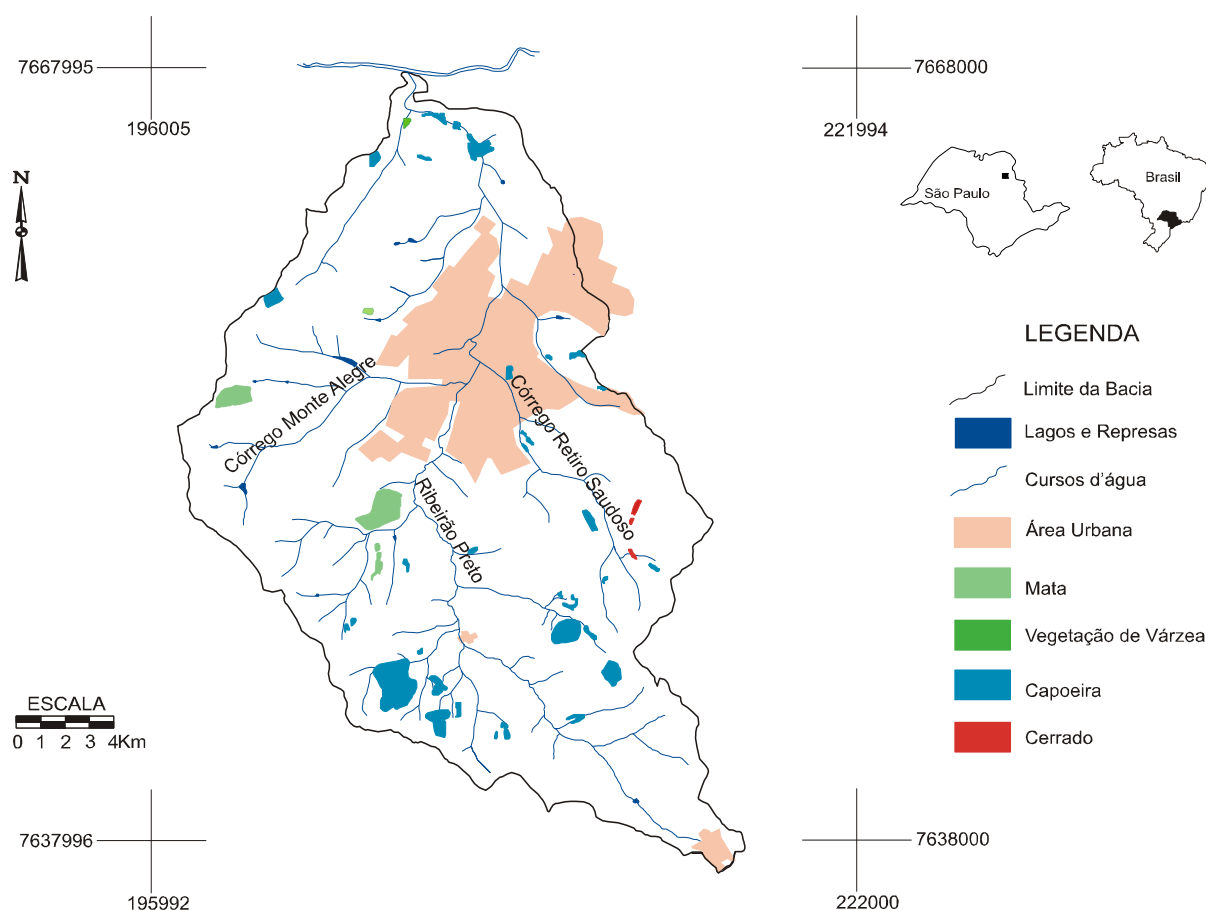 7667995
7668000
196005
221994
N
São Paulo
Brasil
LEGENDA
Limite da Bacia
Lagos e Represas
Cursos d'água
Área Urbana
Mata
Vegetação de Várzea
Capoeira
Cerrado
Córrego Monte Alegre
Córrego Retiro Saudoso
Ribeirão Preto
ESCALA
0 1 2 3 4Km
7637996
7638000
195992
222000